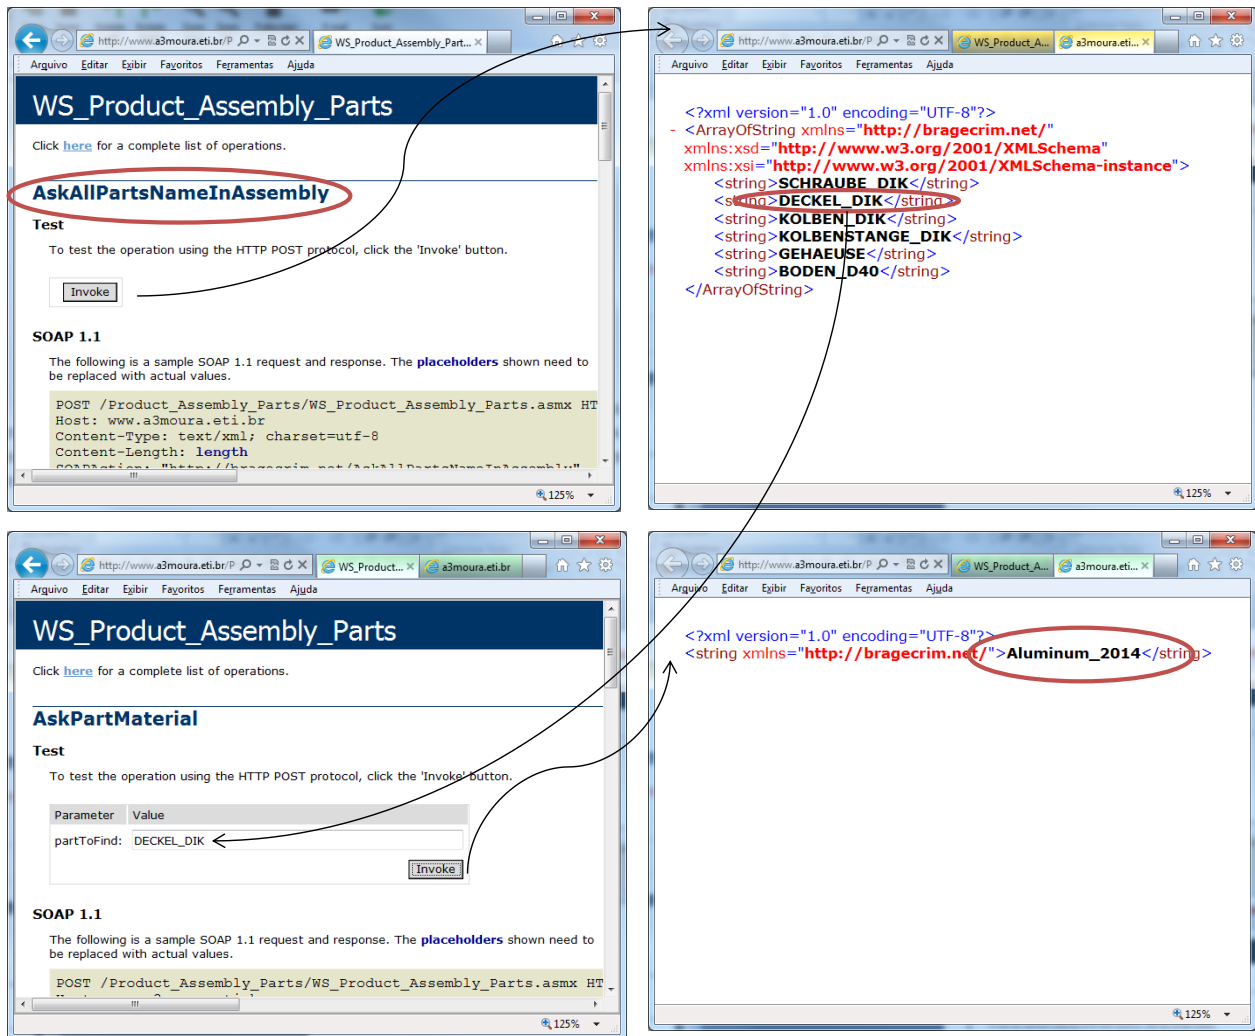 http://www.a3moura.eti.br/P
WS_Product_Assembly_Part...
Arquivo Editar Exibir Favoritos Ferramentas Ajuda
WS_Product_Assembly_Parts
Click here for a complete list of operations.
AskAllPartsNameInAssembly
Test
To test the operation using the HTTP POST protocol, click the 'Invoke' button.
Invoke
SOAP 1.1
The following is a sample SOAP 1.1 request and response. The placeholders shown need to
be replaced with actual values.
POST /Product_Assembly_Parts/WS_Product_Assembly_Parts.asmx HT
Host: www.a3moura.eti.br
Content-Type: text/xml; charset=utf-8
Content-Length: length
SOAPAction: "http://bragecrim.net/AskAllPartsNameInAssembly"
125%
http://www.a3moura.eti.br/P
WS_Product_A...
a3moura.eti...
Arquivo Editar Exibir Favoritos Ferramentas Ajuda
<?xml version="1.0" encoding="UTF-8"?>
- <ArrayOfString xmlns="http://bragecrim.net/"
xmlns:xsd="http://www.w3.org/2001/XMLSchema"
xmlns:xsi="http://www.w3.org/2001/XMLSchema-instance">
<string>SCHRAUBE_DIK</string>
<string>DECKEL_DIK</string>
<string>KOLBEN_DIK</string>
<string>KOLBENSTANGE_DIK</string>
<string>GEHAEUSE</string>
<string>BODEN_D40</string>
</ArrayOfString>
125%
http://www.a3moura.eti.br/P
WS_Product...
a3moura.eti.br
Arquivo Editar Exibir Favoritos Ferramentas Ajuda
WS_Product_Assembly_Parts
Click here for a complete list of operations.
AskPartMaterial
Test
To test the operation using the HTTP POST protocol, click the 'Invoke' button.
Parameter Value
partToFind: DECKEL_DIK
Invoke
SOAP 1.1
The following is a sample SOAP 1.1 request and response. The placeholders shown need to
be replaced with actual values.
POST /Product_Assembly_Parts/WS_Product_Assembly_Parts.asmx HT
125%
http://www.a3moura.eti.br/P
WS_Product_A...
a3moura.eti...
Arquivo Editar Exibir Favoritos Ferramentas Ajuda
<?xml version="1.0" encoding="UTF-8"?>
<string xmlns="http://bragecrim.net/">Aluminum_2014</string>
125%